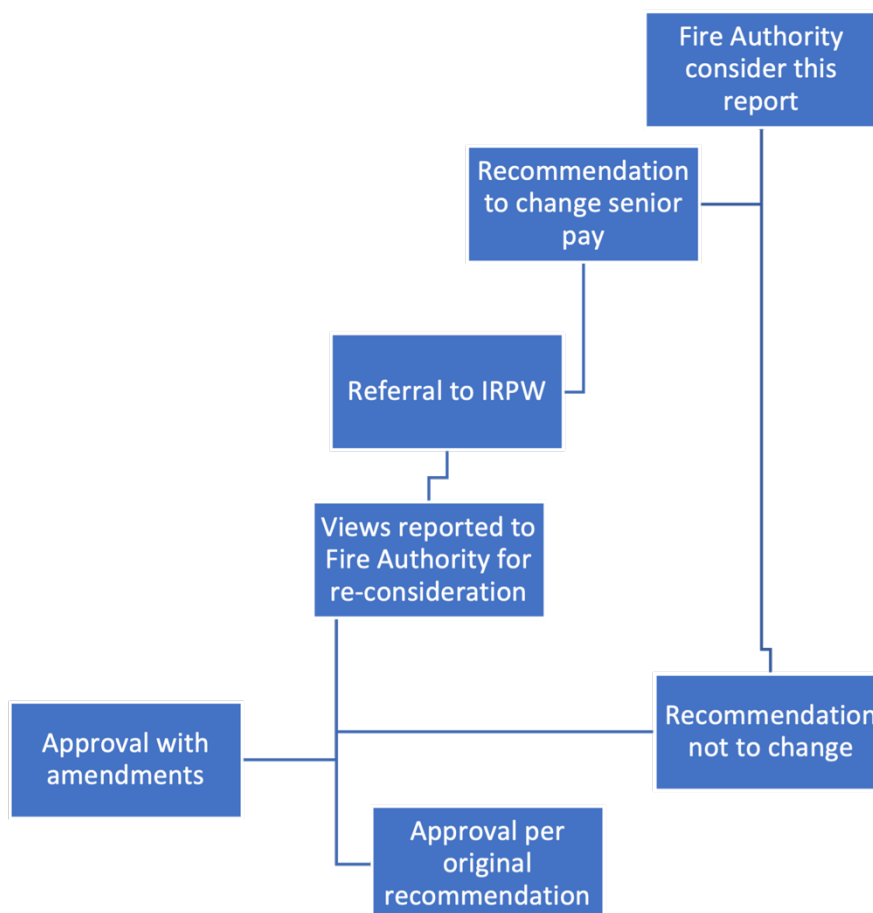 Fire Authority
consider this
report
Recommendation
to change senior
pay
Referral to IRPW
Views reported to
Fire Authority for
re-consideration
Recommendation
not to change
Approval with
amendments
Approval per
original
recommendation